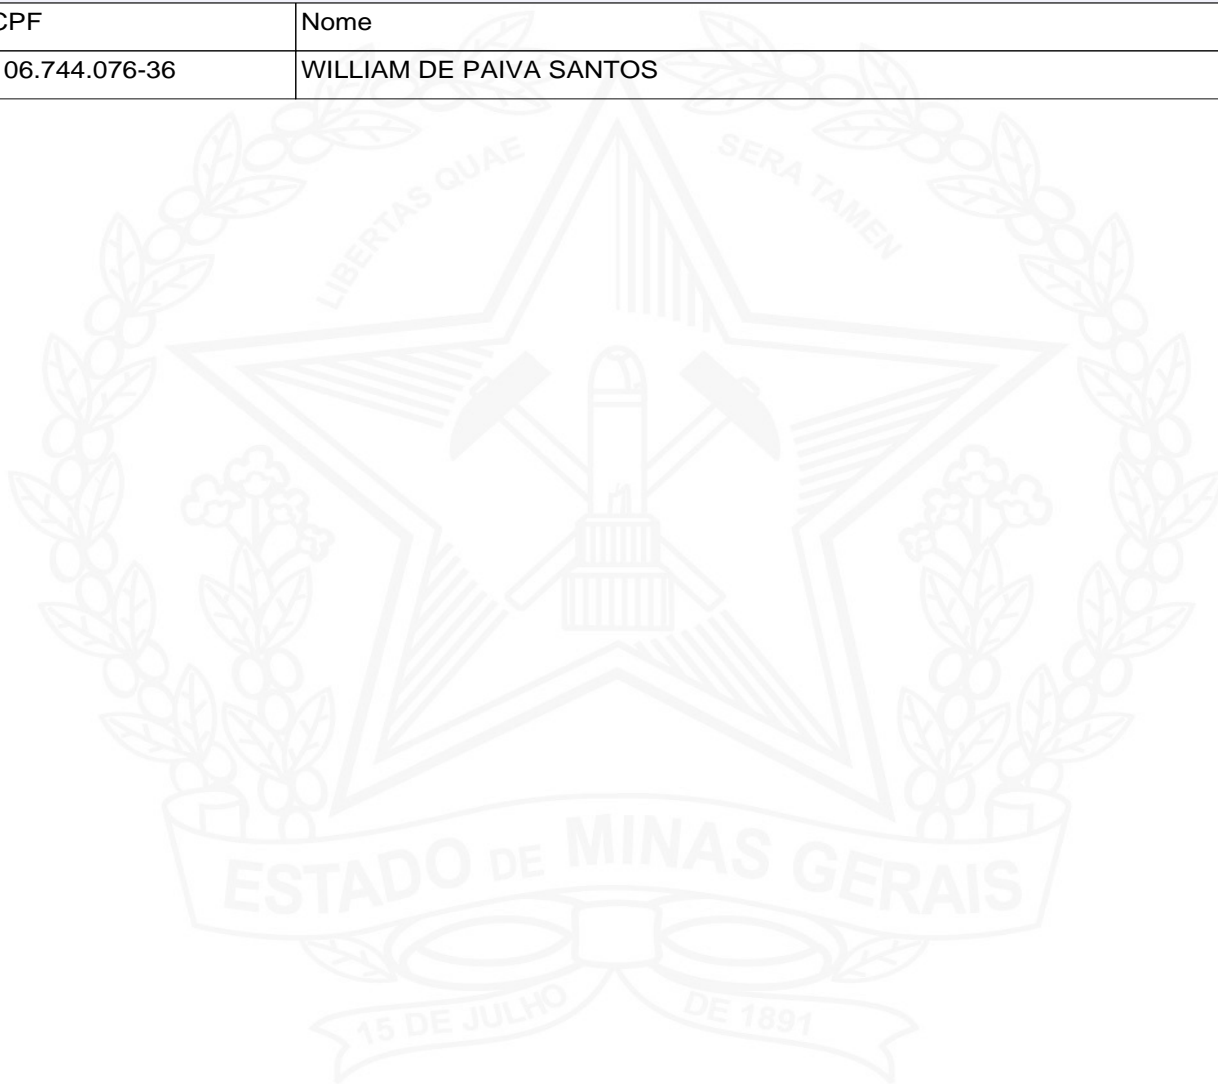 CPF Nome
06.744.076-36 WILLIAM DE PAIVA SANTOS
LIBERTAS QUAE SERA TAMEN
ESTADO DE MINAS GERAIS
15 DE JULHO DE 1891